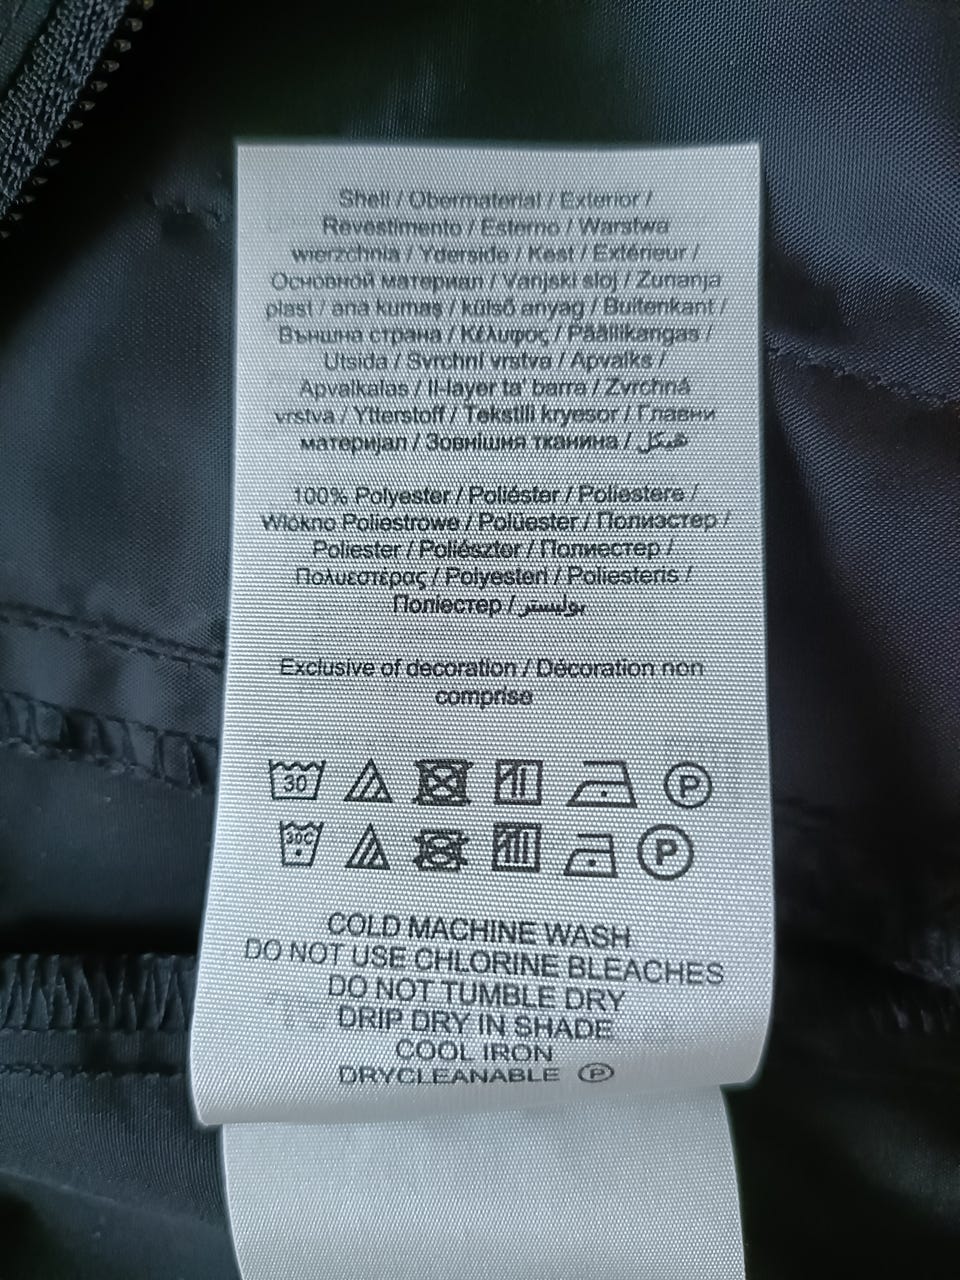 Shell / Obermaterial / Exterior /
Revestimento / Esterno / Warstwa
wierzchnia / Yderside / Kest / Extérieur /
Основной материал / Vanjski sloj / Zunanja
plast / ana kumaş / külső anyag / Buitenkant /
Външна страна / Κέλυφος / Päällikangas /
Utsida / Svrchní vrstva / Apvalks /
Apvalkalas / Il-layer ta' barra / Zvrchná
vrstva / Ytterstoff / Tekstili kryesor / Главни
материјал / Зовнішня тканина / هيكل
100% Polyester / Poliéster / Poliestere /
Włókno Poliestrowe / Polüester / Полиэстер /
Poliester / Poliészter / Полиестер /
Πολυεστέρας / Polyesteri / Poliesteris /
Поліестер / بوليستر
Exclusive of decoration / Décoration non
comprise
30 P
30C P
COLD MACHINE WASH
DO NOT USE CHLORINE BLEACHES
DO NOT TUMBLE DRY
DRIP DRY IN SHADE
COOL IRON
DRYCLEANABLE Ⓟ